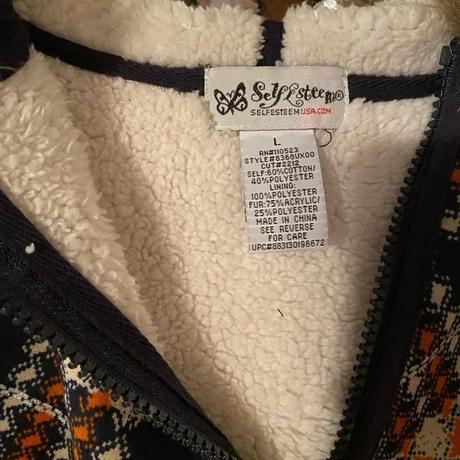 Self Esteem®
SELFESTEEMUSA.COM
L
RN#110523
STYLE#8368UX00
CUT#2212
SELF:60%COTTON/
40%POLYESTER
LINING:
100%POLYESTER
FUR:75%ACRYLIC/
25%POLYESTER
MADE IN CHINA
SEE REVERSE
FOR CARE
UPC#883130196672